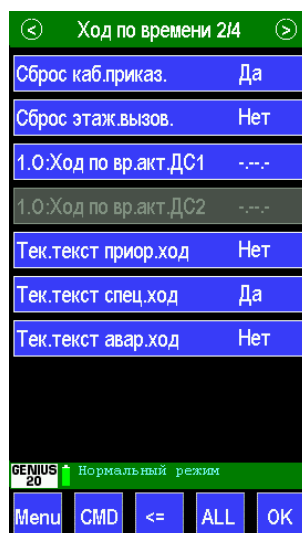 < Ход по времени 2/4 >
Сброс каб.приказ. Да
Сброс этаж.вызов. Нет
1.0:Ход по вр.акт.ДС1 -.--.-
1.0:Ход по вр.акт.ДС2 -.--.-
Тек.текст приор.ход Нет
Тек.текст спец.ход Да
Тек.текст авар.ход Нет
GENIUS Нормальный режим
20
Menu CMD <= ALL OK